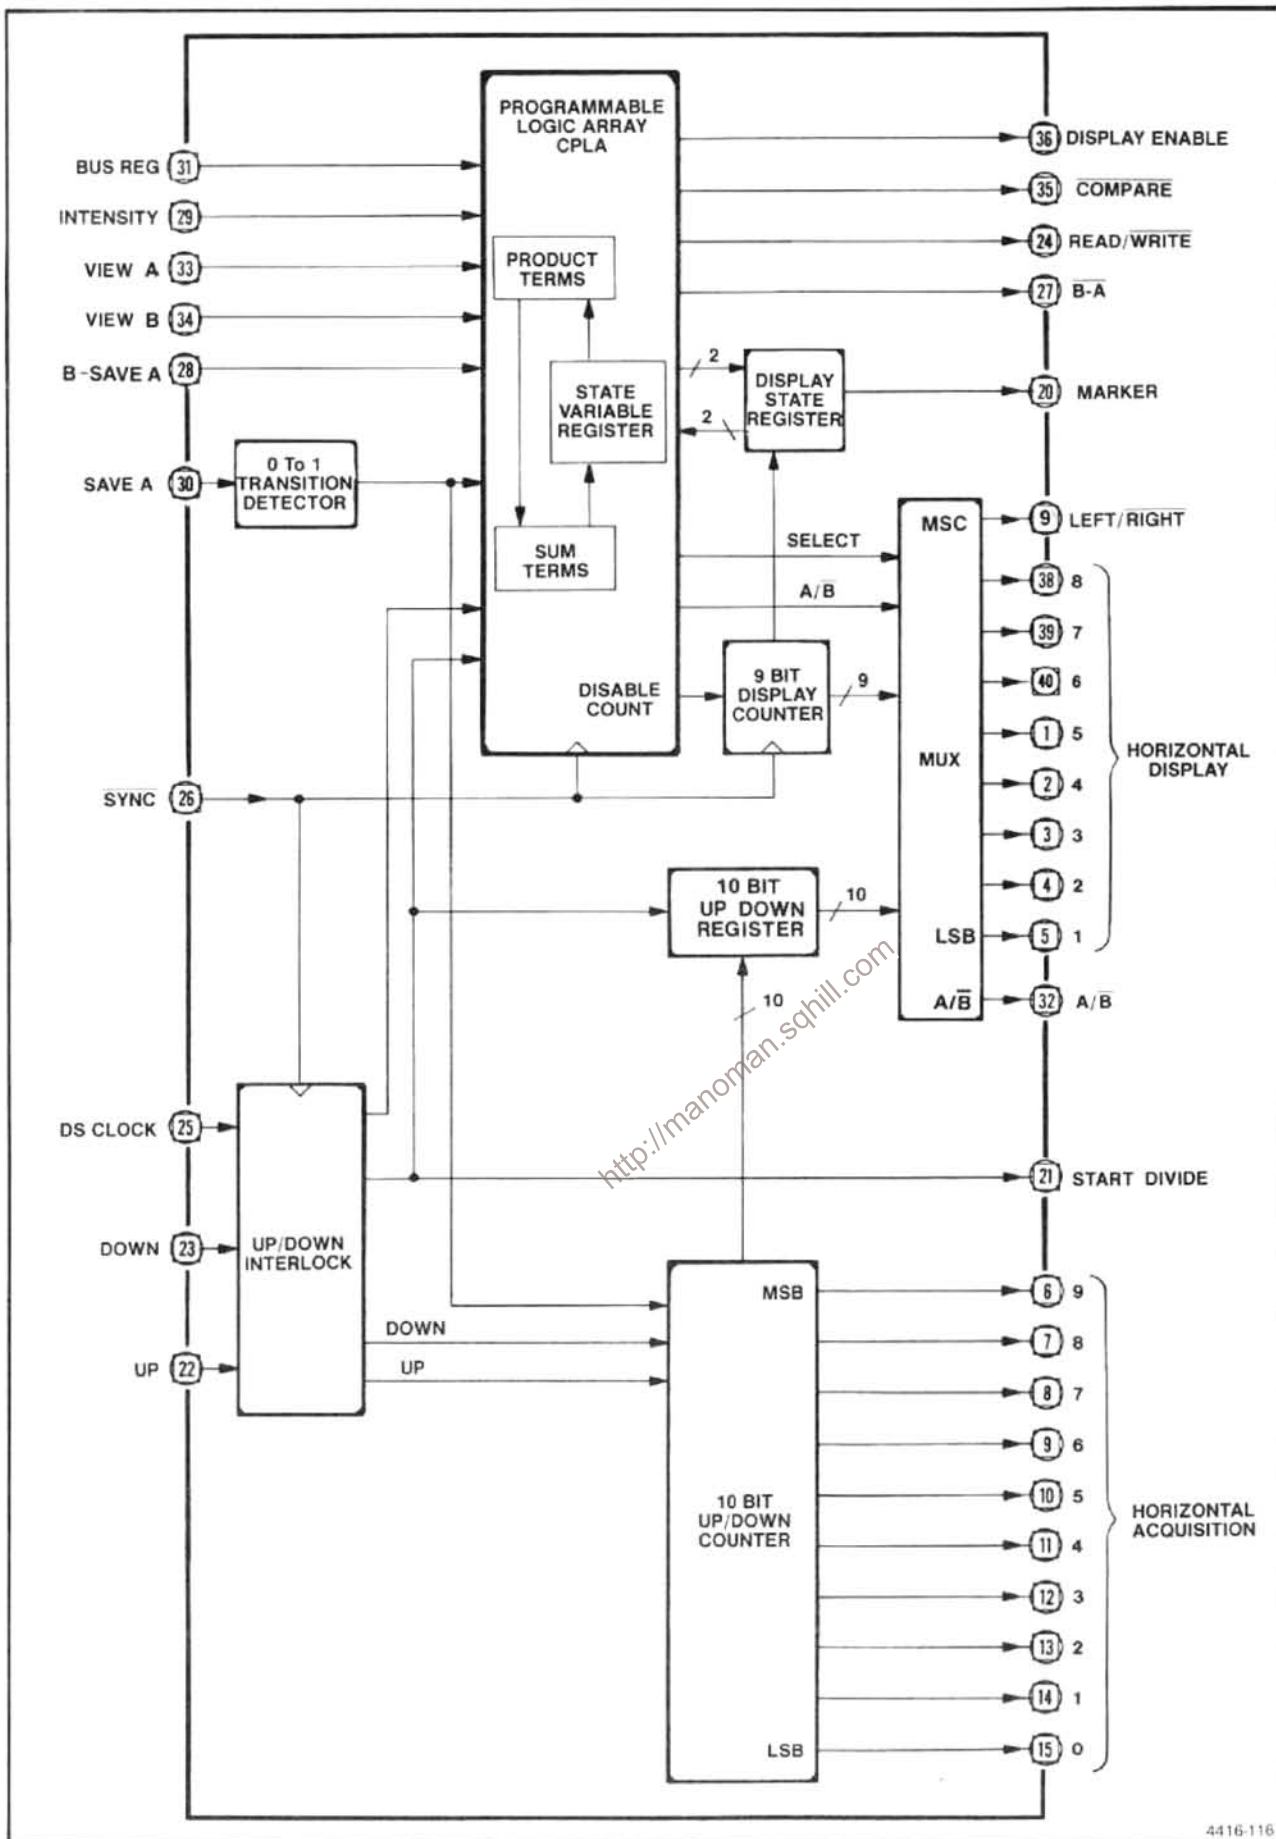 PROGRAMMABLE
LOGIC ARRAY
CPLA
BUS REG 31
INTENSITY 29
VIEW A 33
VIEW B 34
B-SAVE A 28
SAVE A 30
0 To 1
TRANSITION
DETECTOR
PRODUCT
TERMS
STATE
VARIABLE
REGISTER
SUM
TERMS
DISABLE
COUNT
36 DISPLAY ENABLE
35 C̅O̅M̅P̅A̅R̅E̅
24 READ/W̅R̅I̅T̅E̅
27 B̅-̅A̅
2
2
DISPLAY
STATE
REGISTER
20 MARKER
SELECT
A/B̅
9 BIT
DISPLAY
COUNTER
9
MSC
MUX
LSB
A/B̅
9 LEFT/R̅I̅G̅H̅T̅
38 8
39 7
40 6
1 5
2 4
3 3
4 2
5 1
HORIZONTAL
DISPLAY
32 A/B̅
S̅Y̅N̅C̅ 26
10 BIT
UP DOWN
REGISTER
10
10
http://manoman.sqhill.com
DS CLOCK 25
DOWN 23
UP 22
UP/DOWN
INTERLOCK
DOWN
UP
21 START DIVIDE
MSB
10 BIT
UP/DOWN
COUNTER
LSB
6 9
7 8
8 7
9 6
10 5
11 4
12 3
13 2
14 1
15 0
HORIZONTAL
ACQUISITION
4416-116